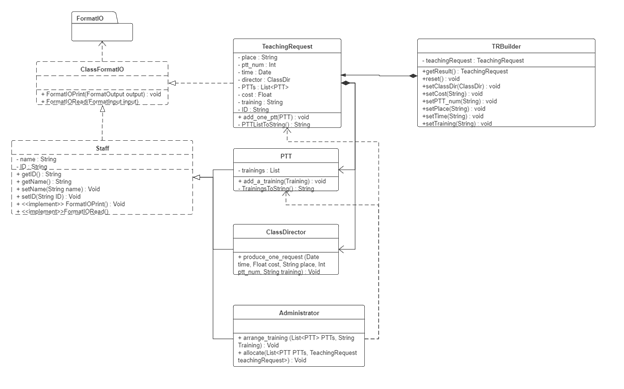 FormatIO
ClassFormatIO
+ FormatIOPrint(FormatOutput output) : void
+ FormatIORead(FormatInput input)
Staff
- name : String
- ID : String
+ getID() : String
+ getName() : String
+ setName(String name) : Void
+ setID(String ID) : Void
+ <<implement>> FormatIOPrint() : Void
+ <<implement>>FormatIORead()
TeachingRequest
- place : String
- ptt_num : Int
- time : Date
- director : ClassDir
- PTTs : List<PTT>
- cost : Float
- training : String
- ID : String
+ add_one_ptt(PTT) : void
- PTTListToString() : String
PTT
- trainings : List
+ add_a_training(Training) : void
- TrainingsToString() : String
ClassDirector
+ produce_one_request (Date
time, Float cost, String place, Int
ptt_num, String training) : Void
Administrator
+ arrange_training (List<PTT> PTTs, String
Training) : Void
+ allocate(List<PTT PTTs, TeachingRequest
teachingRequest>) : Void
TRBuilder
- teachingRequest : TeachingRequest
+getResult() : TeachingRequest
+reset() : void
+setClassDir(ClassDir) : void
+setCost(String) : void
+setPTT_num(String) : void
+setPlace(String) : void
+setTime(String) : void
+setTraining(String) : void